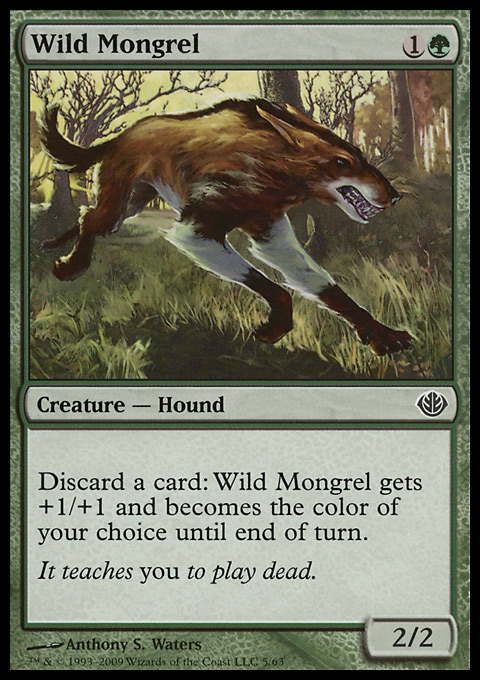 Wild Mongrel 1
Creature — Hound
Discard a card: Wild Mongrel gets
+1/+1 and becomes the color of
your choice until end of turn.
It teaches you to play dead.
2/2
Anthony S. Waters
™ & © 1993–2009 Wizards of the Coast LLC 5/63